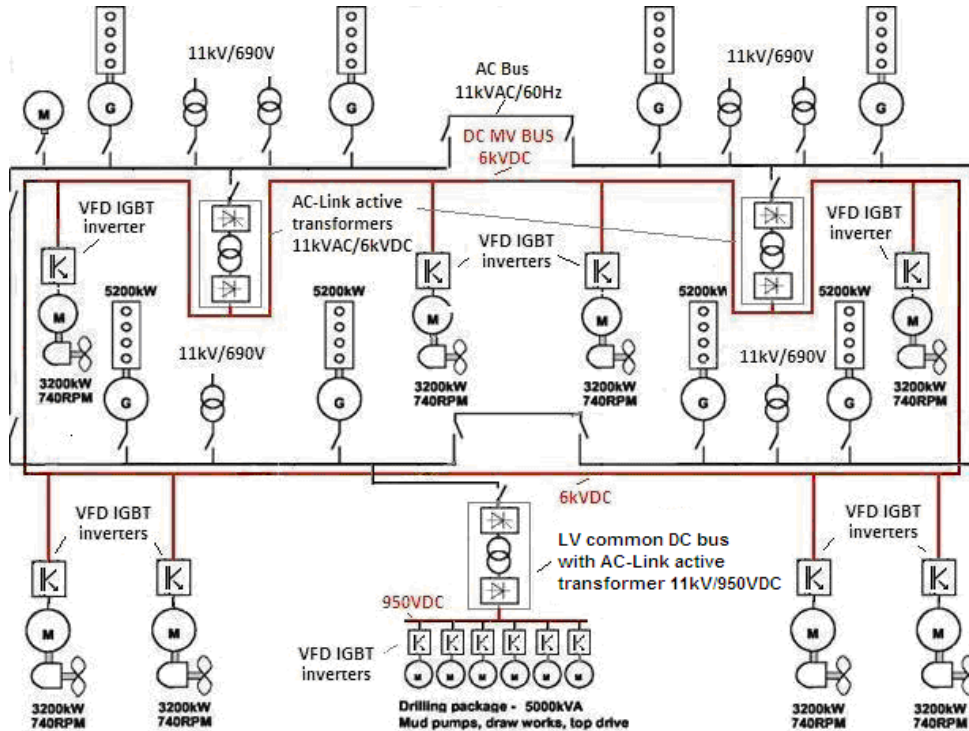 11kV/690V
11kV/690V
AC Bus
11kVAC/60Hz
G
G
G
G
M
DC MV BUS
6kVDC
VFD IGBT
inverter
AC-Link active
transformers
11kVAC/6kVDC
VFD IGBT
inverters
VFD IGBT
inverter
5200kW
5200kW
5200kW
5200kW
M
M
M
M
3200kW
740RPM
11kV/690V
3200kW
740RPM
3200kW
740RPM
11kV/690V
3200kW
740RPM
G
G
G
G
6kVDC
VFD IGBT
inverters
VFD IGBT
inverters
LV common DC bus
with AC-Link active
transformer 11kV/950VDC
950VDC
VFD IGBT
inverters
M
M
M
M
M
M
M
M
M
M
Drilling package - 5000kVA
Mud pumps, draw works, top drive
3200kW
740RPM
3200kW
740RPM
3200kW
740RPM
3200kW
740RPM